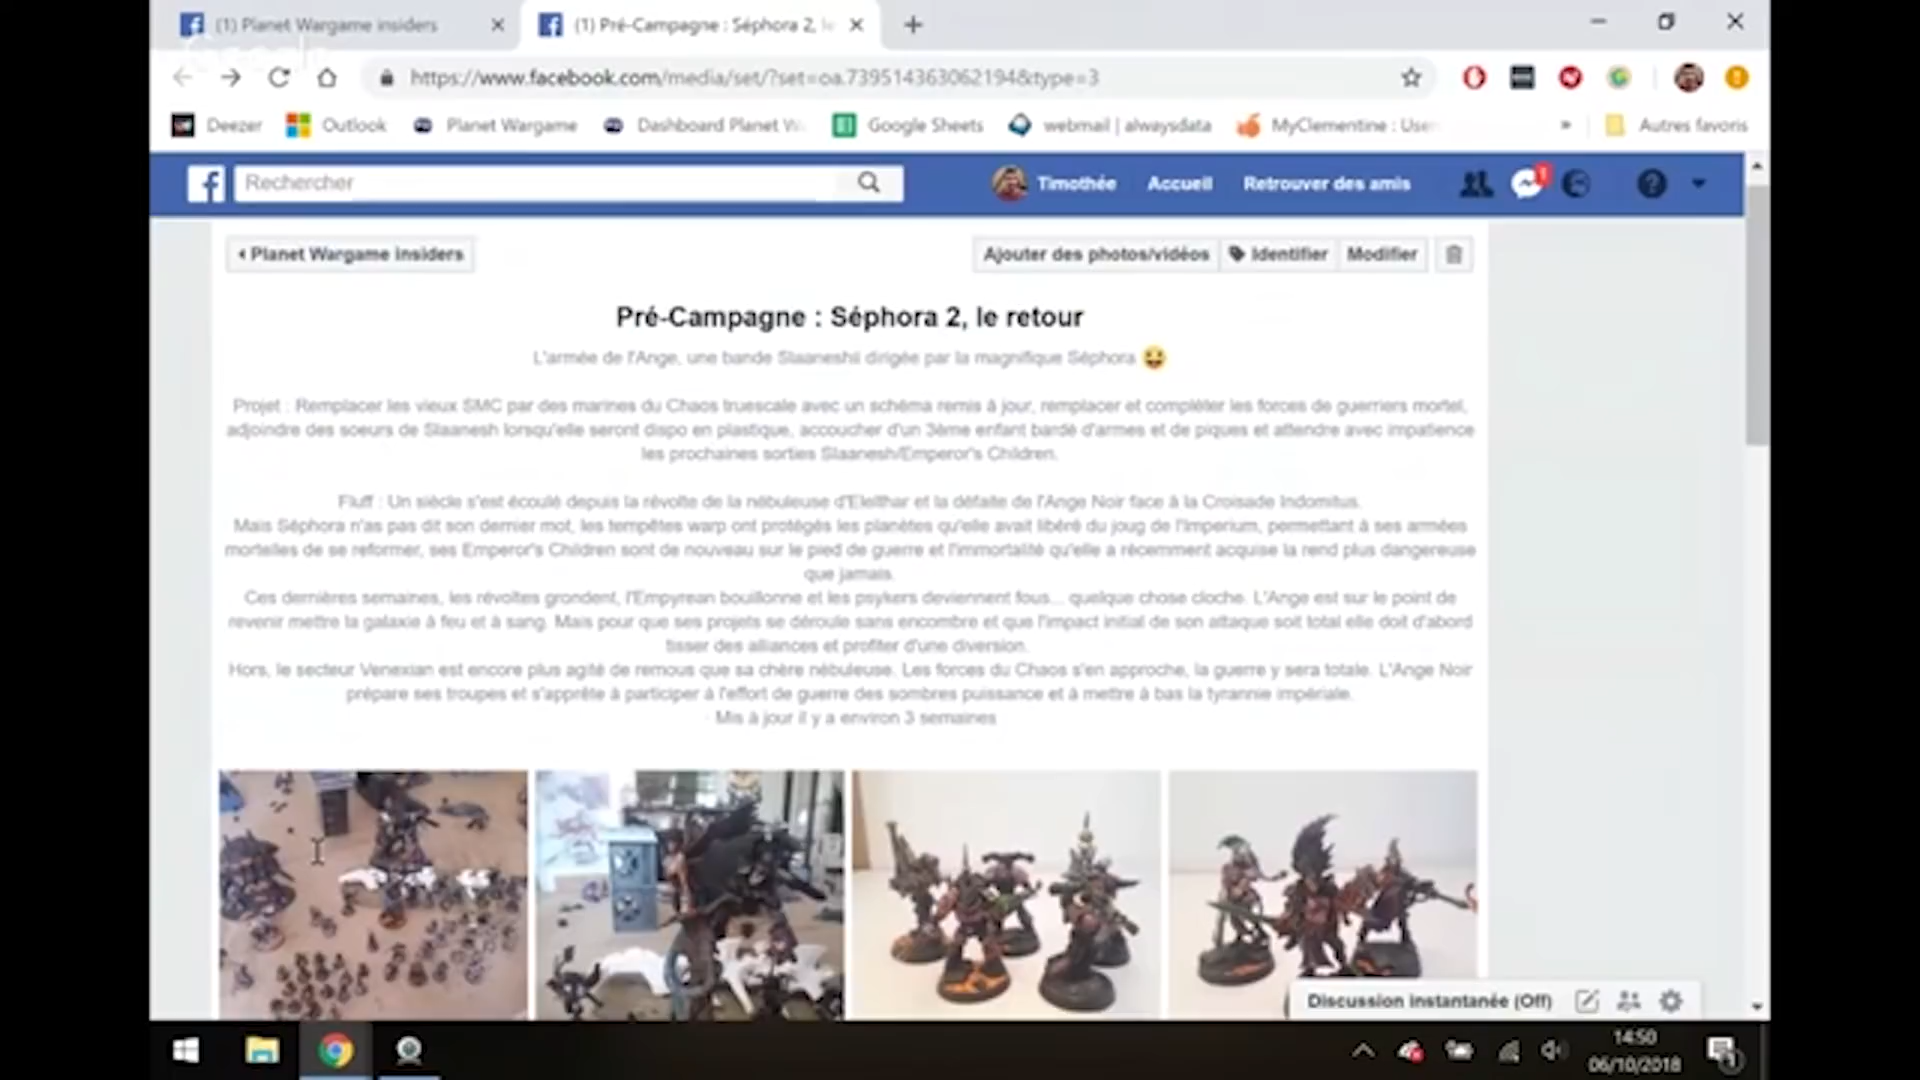 (1) Planet Wargame insiders
(1) Pré-Campagne : Séphora 2, le
https://www.facebook.com/media/set/?set=oa.739514363062194&type=3
Deezer Outlook Planet Wargame Dashboard Planet W Google Sheets webmail | alwaysdata MyClementine : User Autres favoris
Rechercher
Timothée Accueil Retrouver des amis 1
Planet Wargame insiders
Ajouter des photos/vidéos Identifier Modifier
Pré-Campagne : Séphora 2, le retour
L'armée de l'Ange, une bande Slaaneshii dirigée par la magnifique Séphora
Projet : Remplacer les vieux SMC par des marines du Chaos truescale avec un schéma remis à jour, remplacer et compléter les forces de guerriers mortel,
adjoindre des soeurs de Slaanesh lorsqu'elle seront dispo en plastique, accoucher d'un 3ème enfant bardé d'armes et de piques et attendre avec impatience
les prochaines sorties Slaanesh/Emperor's Children.
Fluff : Un siècle s'est écoulé depuis la révolte de la nébuleuse d'Eleithar et la défaite de l'Ange Noir face à la Croisade Indomitus.
Mais Séphora n'as pas dit son dernier mot, les tempêtes warp ont protégés les planètes qu'elle avait libéré du joug de l'Imperium, permettant à ses armées
mortelles de se reformer, ses Emperor's Children sont de nouveau sur le pied de guerre et l'immortalité qu'elle a récemment acquise la rend plus dangereuse
que jamais.
Ces dernières semaines, les révoltes grondent, l'Empyrean bouillonne et les psykers deviennent fous... quelque chose cloche. L'Ange est sur le point de
revenir mettre la galaxie à feu et à sang. Mais pour que ses projets se déroule sans encombre et que l'impact initial de son attaque soit total elle doit d'abord
tisser des alliances et profiter d'une diversion.
Hors, le secteur Venexian est encore plus agité de remous que sa chère nébuleuse. Les forces du Chaos s'en approche, la guerre y sera totale. L'Ange Noir
prépare ses troupes et s'apprête à participer à l'effort de guerre des sombres puissance et à mettre à bas la tyrannie impériale.
· Mis à jour il y a environ 3 semaines
Discussion instantanée (Off)
14:50
06/10/2018